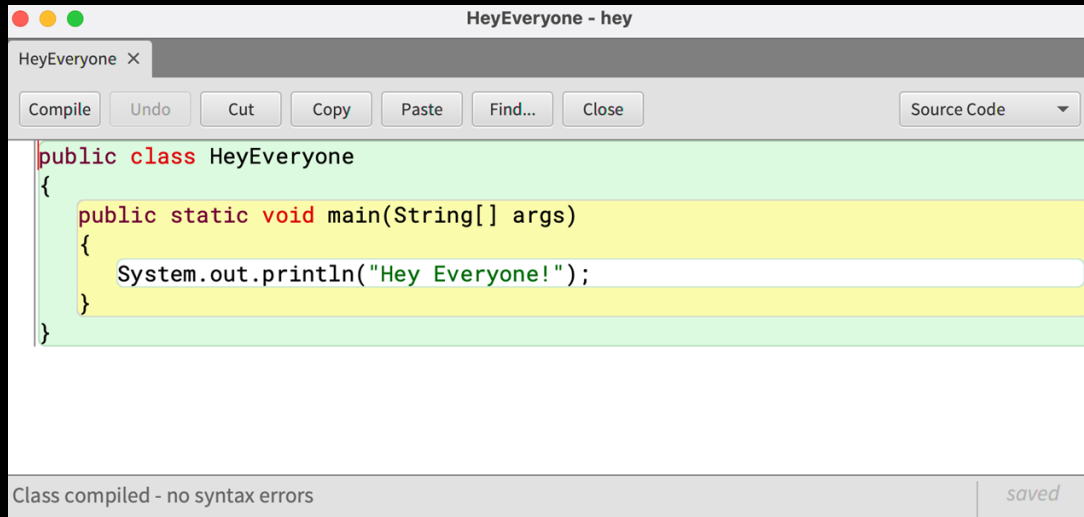 HeyEveryone - hey
HeyEveryone ×
Compile Undo Cut Copy Paste Find... Close Source Code
public class HeyEveryone
{
public static void main(String[] args)
{
System.out.println("Hey Everyone!");
}
}
Class compiled - no syntax errors saved